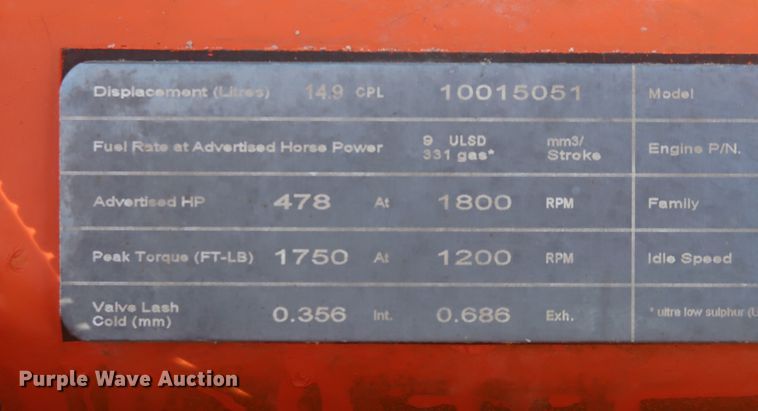 Displacement (Litres) 14.9 CPL 10015051 Model
Fuel Rate at Advertised Horse Power 9 ULSD mm3/
331 gas* Stroke Engine P/N.
Advertised HP 478 At 1800 RPM Family
Peak Torque (FT-LB) 1750 At 1200 RPM Idle Speed
Valve Lash
Cold (mm) 0.356 Int. 0.686 Exh. * ultre low sulphur (U
Purple Wave Auction